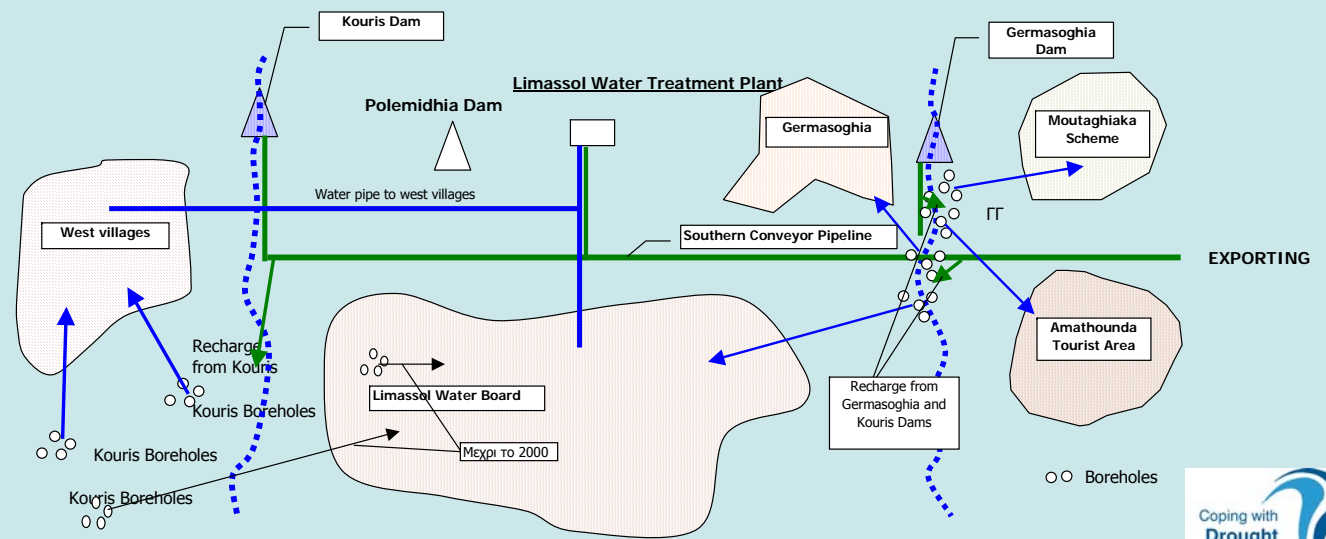 Kouris Dam
Germasoghia
Dam
Limassol Water Treatment Plant
Polemidhia Dam
Germasoghia
Moutaghiaka
Scheme
Water pipe to west villages
West villages
ΓΓ
Southern Conveyor Pipeline
EXPORTING
Amathounda
Tourist Area
Recharge
from Kouris
Kouris Boreholes
Limassol Water Board
Recharge from
Germasoghia and
Kouris Dams
Μεχρι το 2000
Kouris Boreholes
Boreholes
Kouris Boreholes
Coping with
Drought